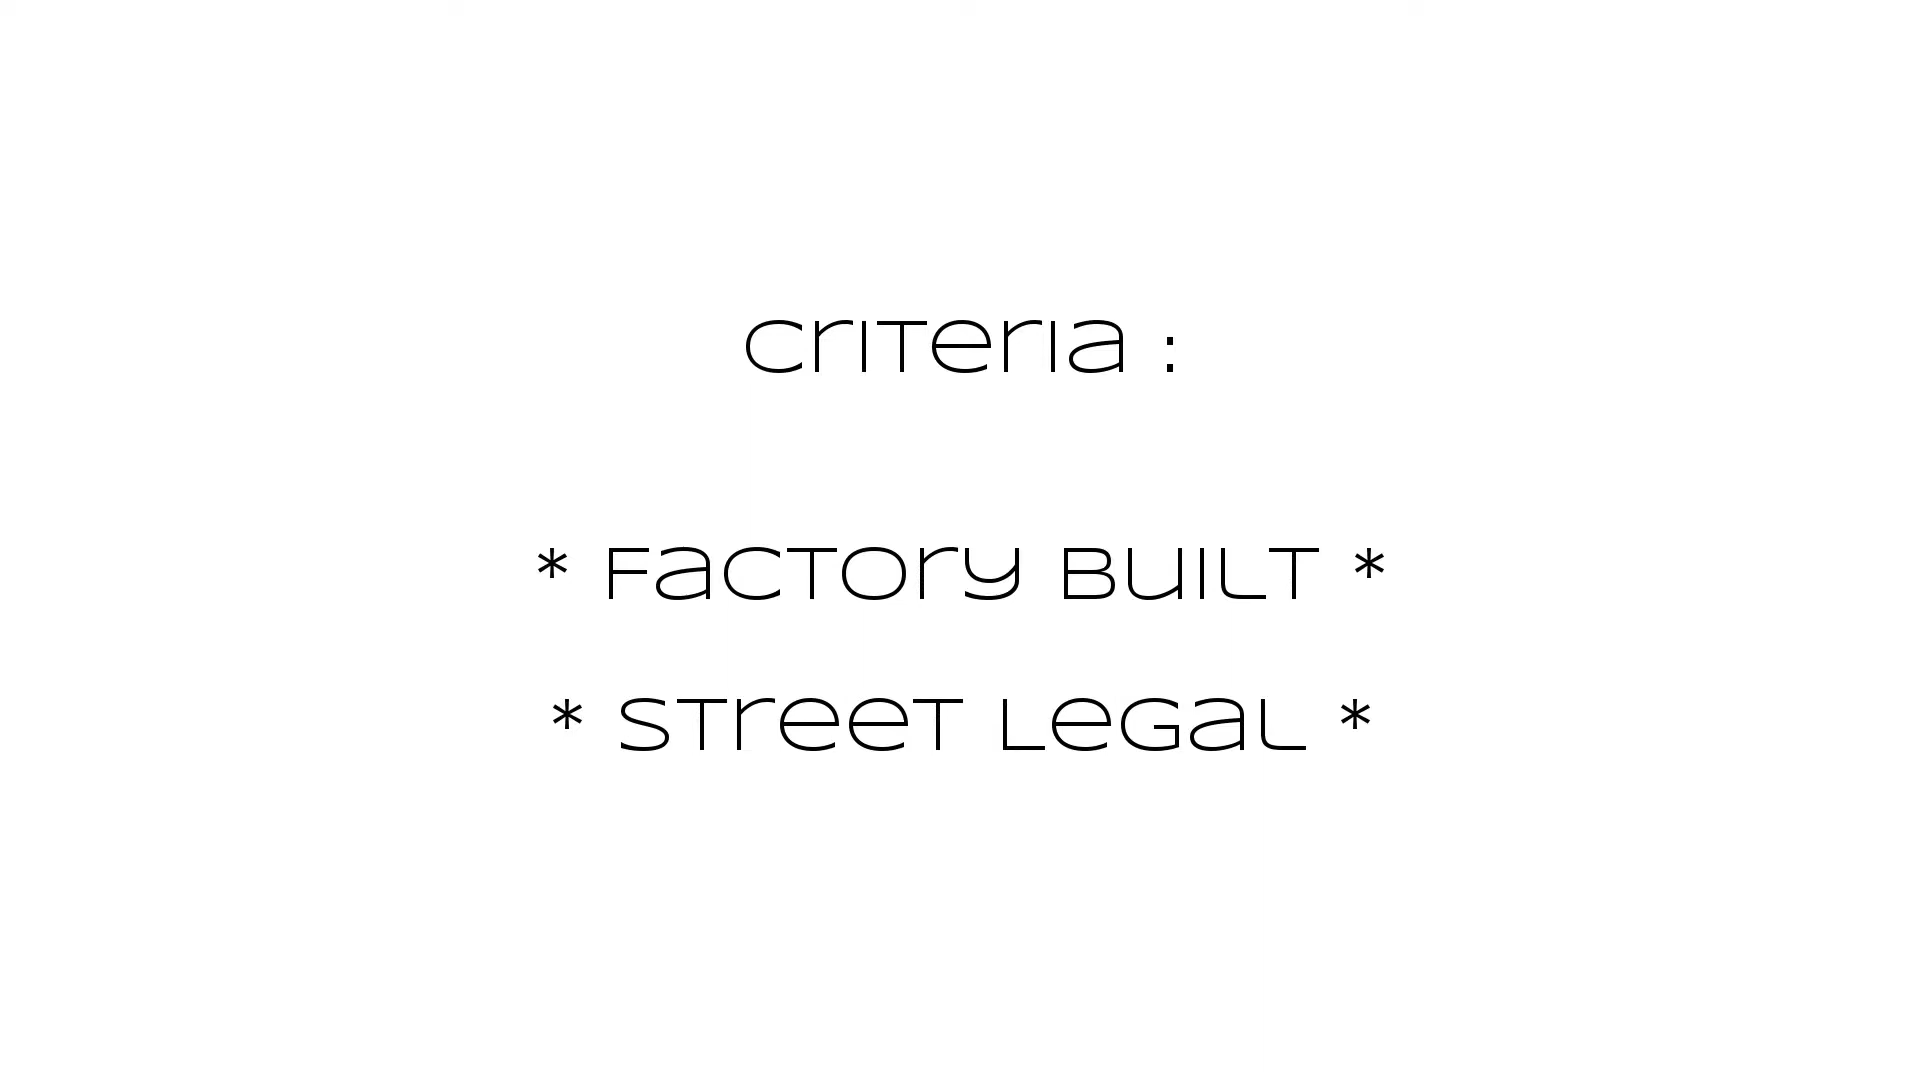 Criteria :
* Factory Built *
* Street Legal *